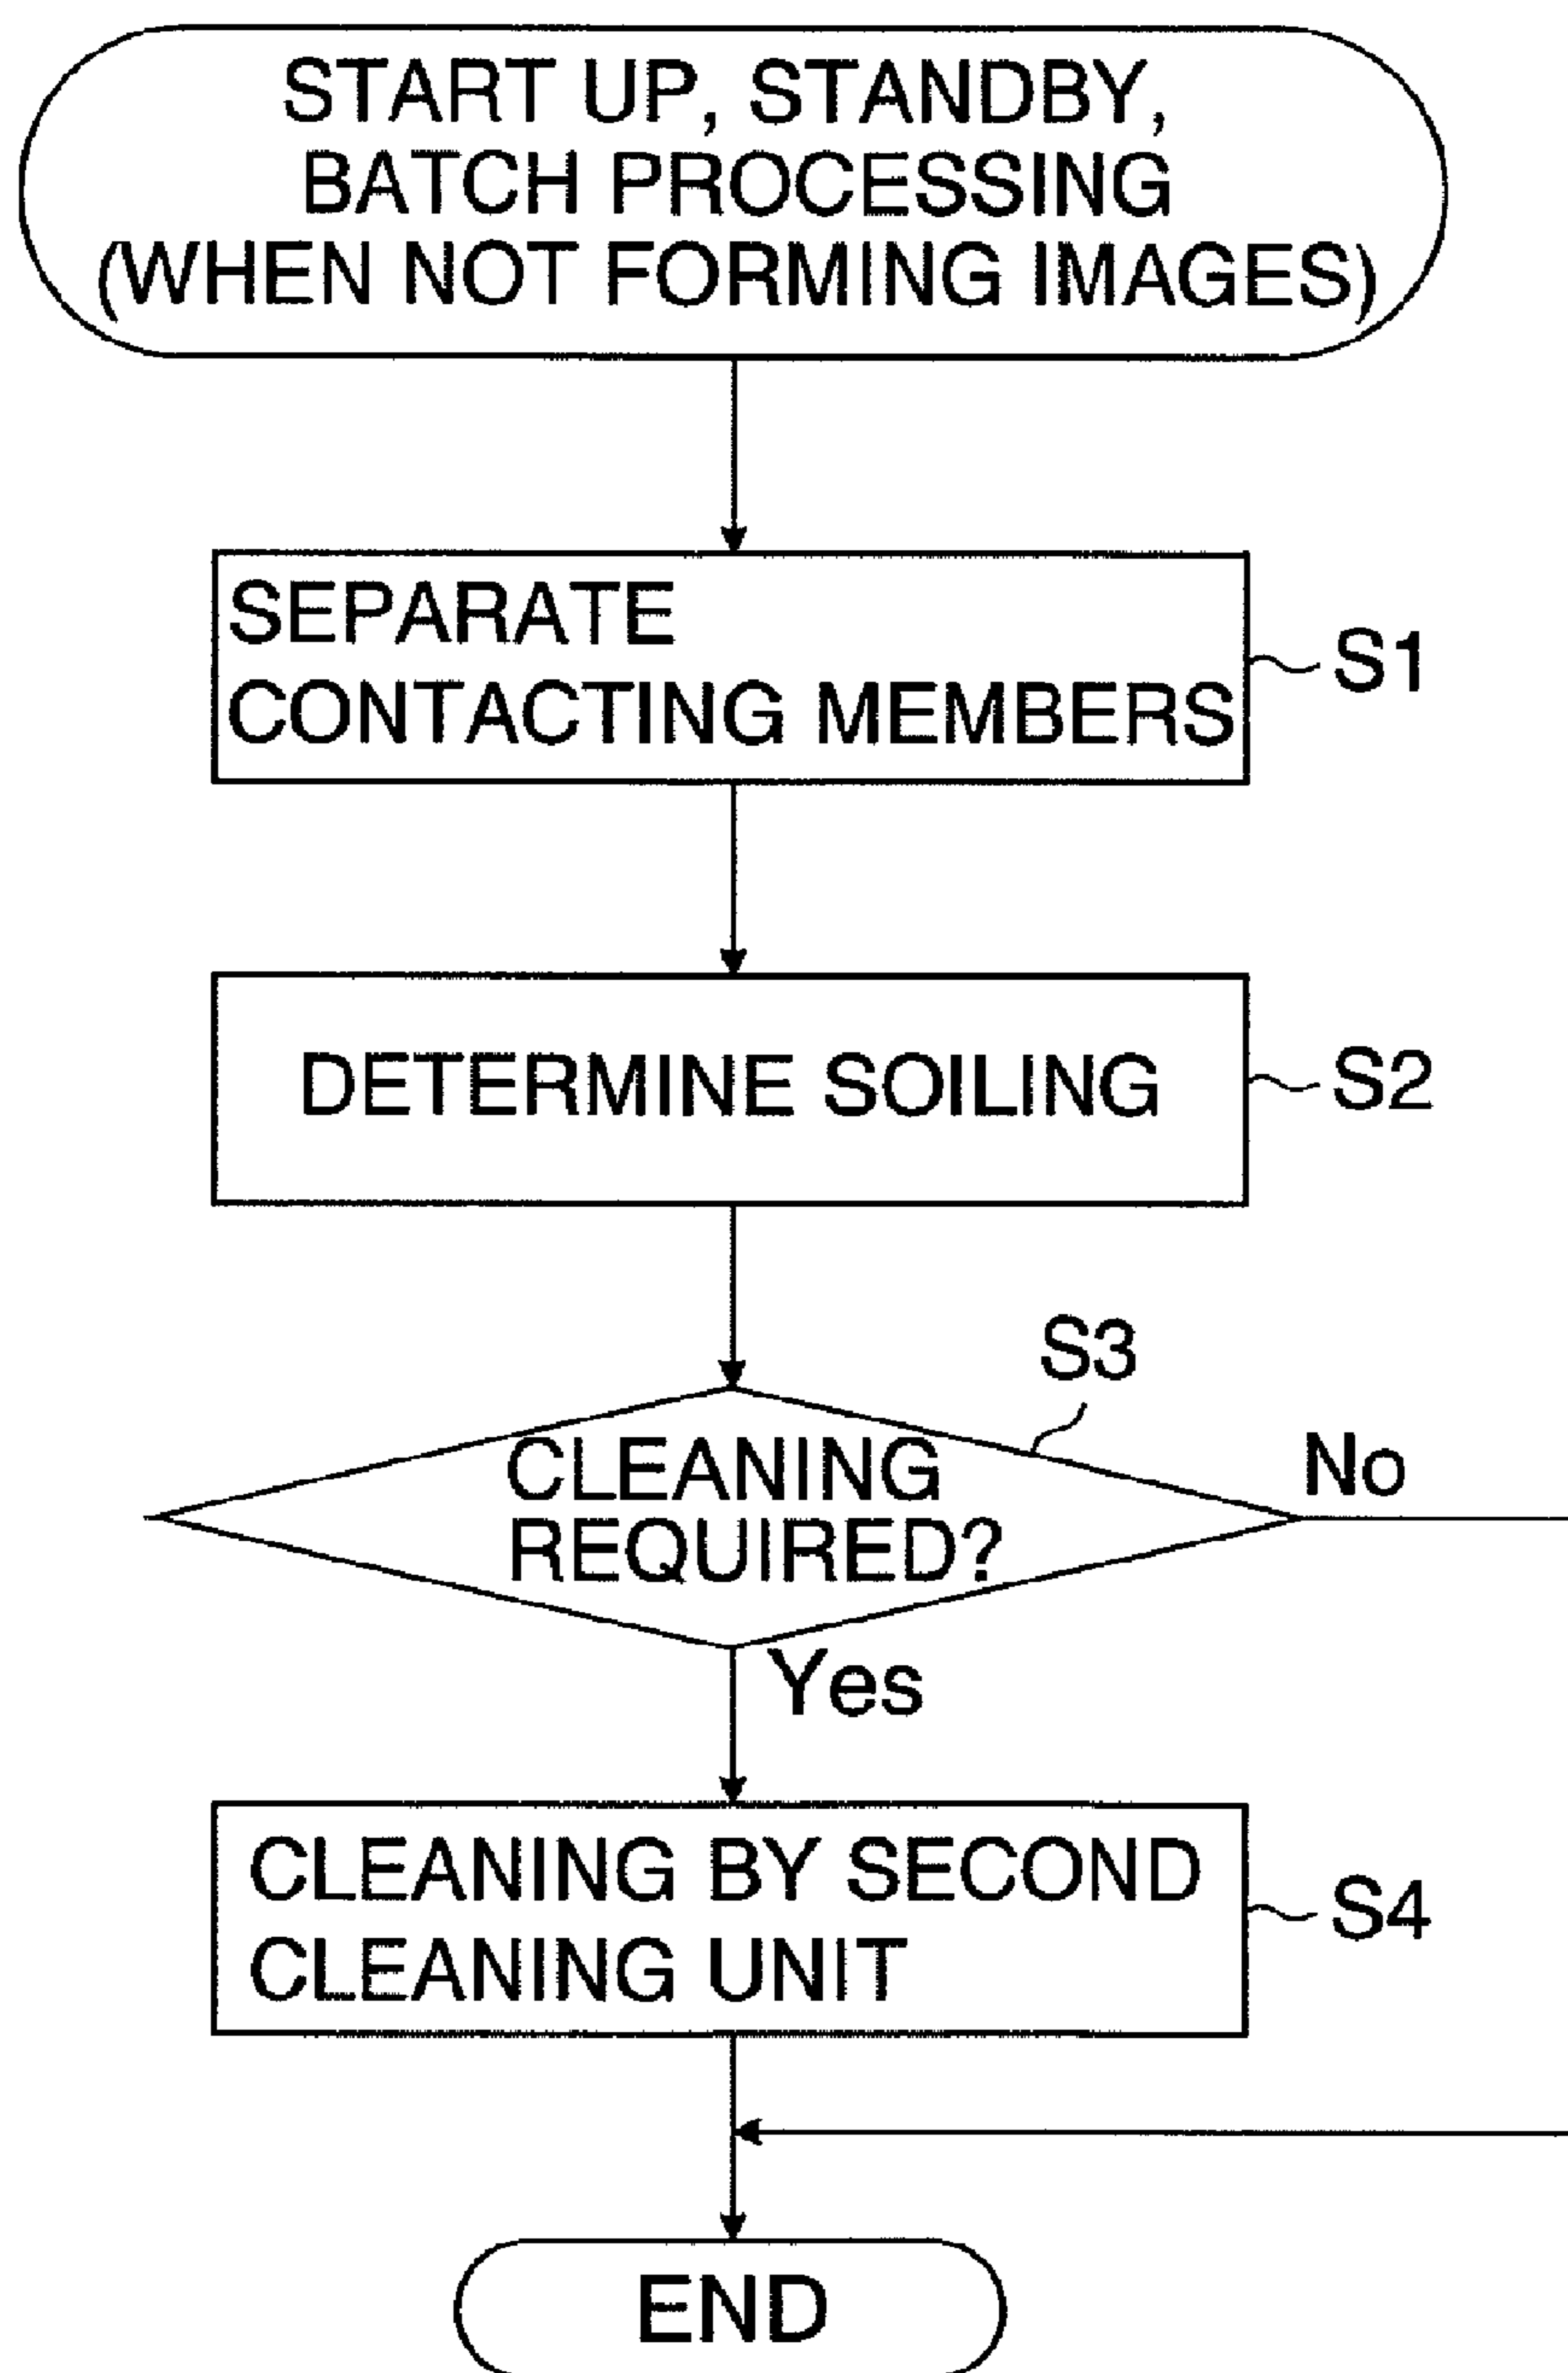 START UP, STANDBY,
BATCH PROCESSING
(WHEN NOT FORMING IMAGES)
SEPARATE
CONTACTING MEMBERS
S1
DETERMINE SOILING
S2
S3
CLEANING
REQUIRED?
No
Yes
CLEANING BY SECOND
CLEANING UNIT
S4
END